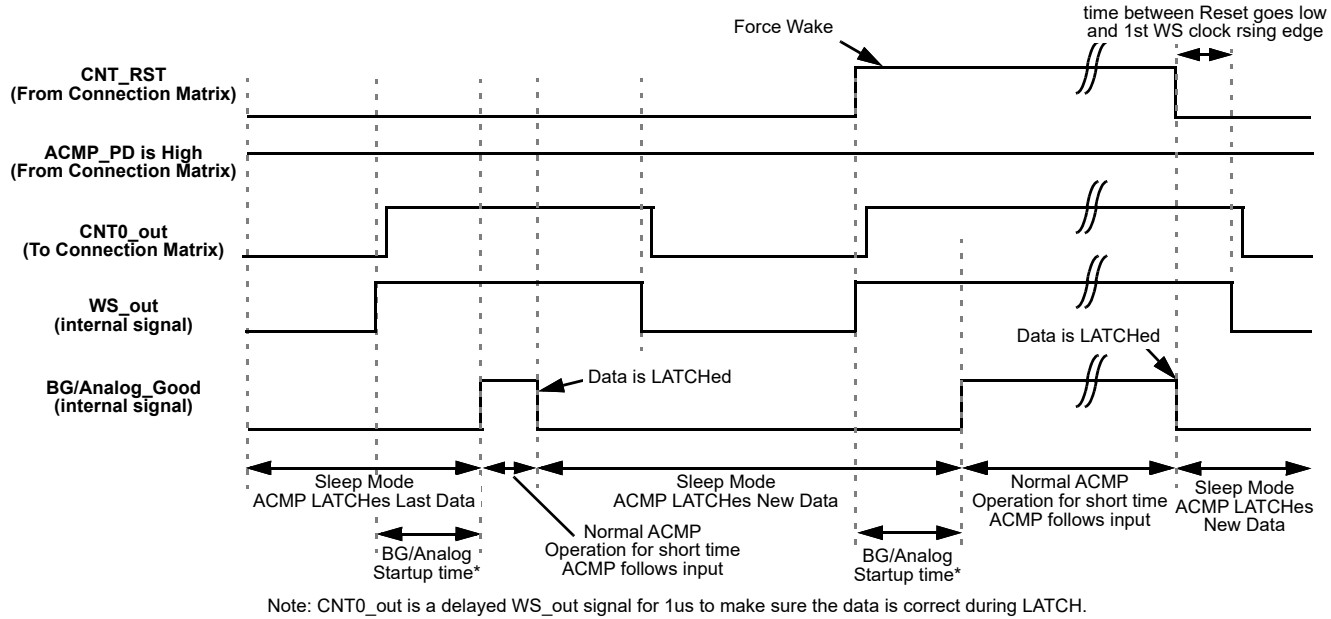 time between Reset goes low
and 1st WS clock rsing edge
Force Wake
CNT_RST
(From Connection Matrix)
ACMP_PD is High
(From Connection Matrix)
CNT0_out
(To Connection Matrix)
WS_out
(internal signal)
Data is LATCHed
BG/Analog_Good
(internal signal)
Data is LATCHed
Sleep Mode
ACMP LATCHes Last Data
Sleep Mode
ACMP LATCHes New Data
Normal ACMP
Operation for short time
ACMP follows input
Sleep Mode
ACMP LATCHes
New Data
BG/Analog
Startup time*
Normal ACMP
Operation for short time
ACMP follows input
BG/Analog
Startup time*
Note: CNT0_out is a delayed WS_out signal for 1us to make sure the data is correct during LATCH.